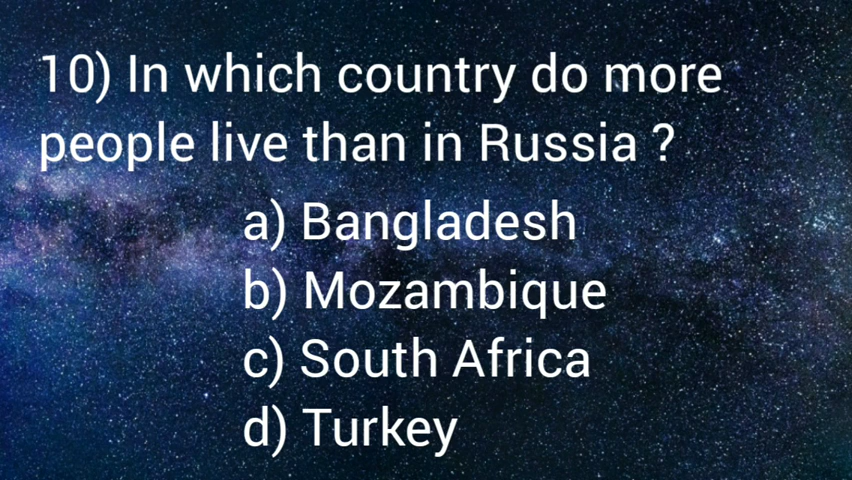 10) In which country do more
people live than in Russia ?
a) Bangladesh
b) Mozambique
c) South Africa
d) Turkey